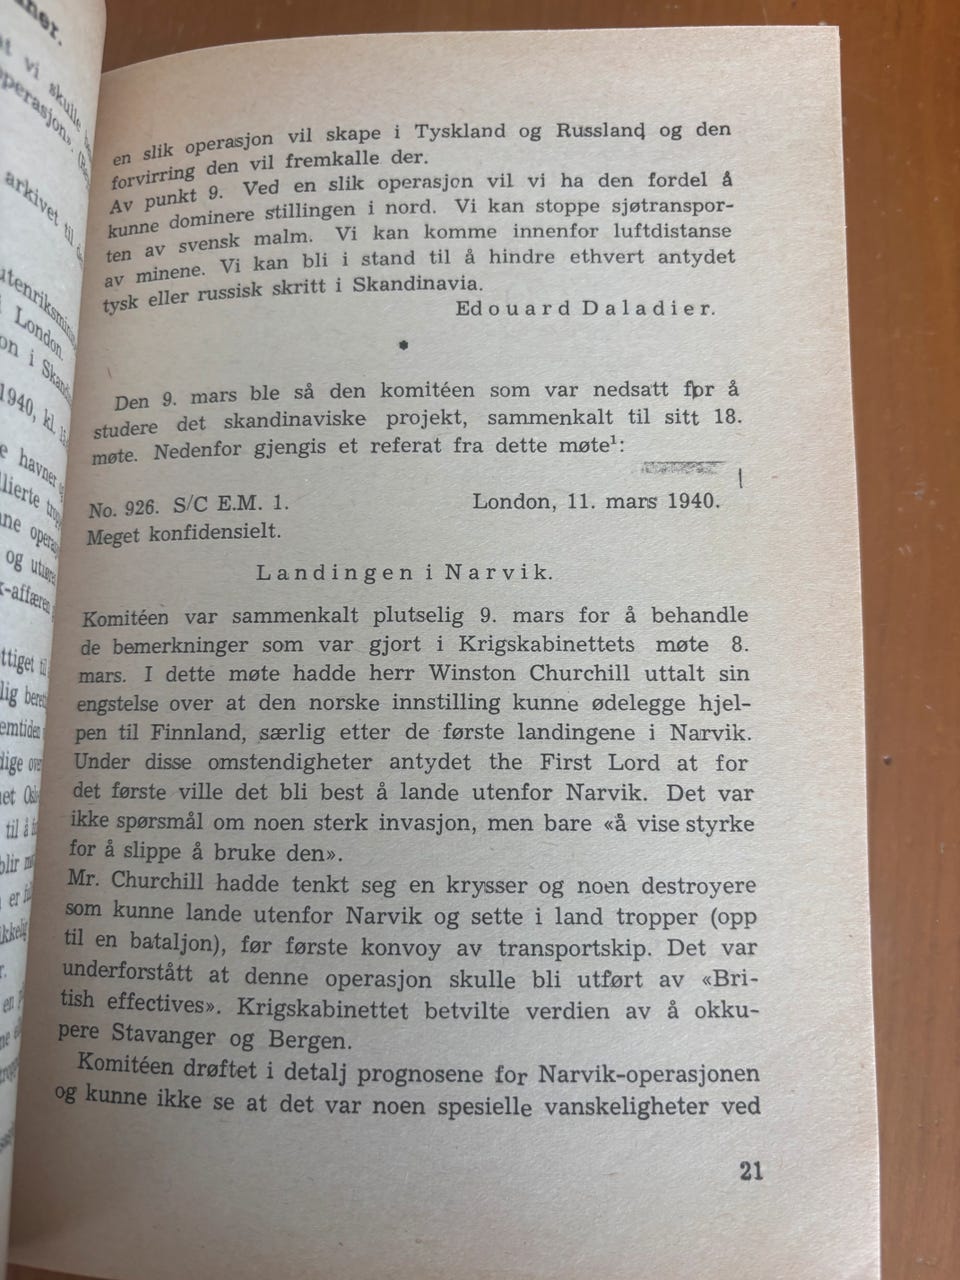 en slik operasjon vil skape i Tyskland og Russland og den
forvirring den vil fremkalle der.
Av punkt 9. Ved en slik operasjon vil vi ha den fordel å
kunne dominere stillingen i nord. Vi kan stoppe sjøtranspor-
ten av svensk malm. Vi kan komme innenfor luftdistanse
av minene. Vi kan bli i stand til å hindre ethvert antydet
tysk eller russisk skritt i Skandinavia.
Edouard Daladier.
*
Den 9. mars ble så den komitéen som var nedsatt for å
studere det skandinaviske projekt, sammenkalt til sitt 18.
møte. Nedenfor gjengis et referat fra dette møte¹:
No. 926. S/C E.M. 1. London, 11. mars 1940.
Meget konfidensielt.
Landingen i Narvik.
Komitéen var sammenkalt plutselig 9. mars for å behandle
de bemerkninger som var gjort i Krigskabinettets møte 8.
mars. I dette møte hadde herr Winston Churchill uttalt sin
engstelse over at den norske innstilling kunne ødelegge hjel-
pen til Finnland, særlig etter de første landingene i Narvik.
Under disse omstendigheter antydet the First Lord at for
det første ville det bli best å lande utenfor Narvik. Det var
ikke spørsmål om noen sterk invasjon, men bare «å vise styrke
for å slippe å bruke den».
Mr. Churchill hadde tenkt seg en krysser og noen destroyere
som kunne lande utenfor Narvik og sette i land tropper (opp
til en bataljon), før første konvoy av transportskip. Det var
underforstått at denne operasjon skulle bli utført av «Bri-
tish effectives». Krigskabinettet betvilte verdien av å okku-
pere Stavanger og Bergen.
Komitéen drøftet i detalj prognosene for Narvik-operasjonen
og kunne ikke se at det var noen spesielle vanskeligheter ved
21